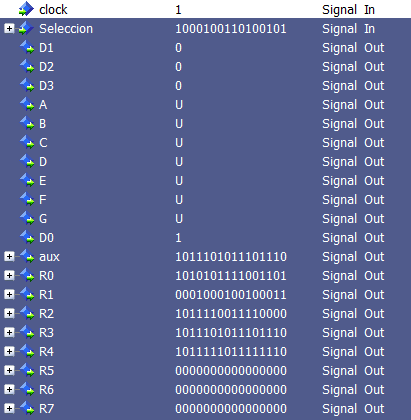 clock 1 Signal In
Seleccion 1000100110100101 Signal In
D1 0 Signal Out
D2 0 Signal Out
D3 0 Signal Out
A U Signal Out
B U Signal Out
C U Signal Out
D U Signal Out
E U Signal Out
F U Signal Out
G U Signal Out
D0 1 Signal Out
aux 1011101011101110 Signal Out
R0 1010101111001101 Signal Out
R1 0001000100100011 Signal Out
R2 1011110011110000 Signal Out
R3 1011101011101110 Signal Out
R4 1011111011111110 Signal Out
R5 0000000000000000 Signal Out
R6 0000000000000000 Signal Out
R7 0000000000000000 Signal Out